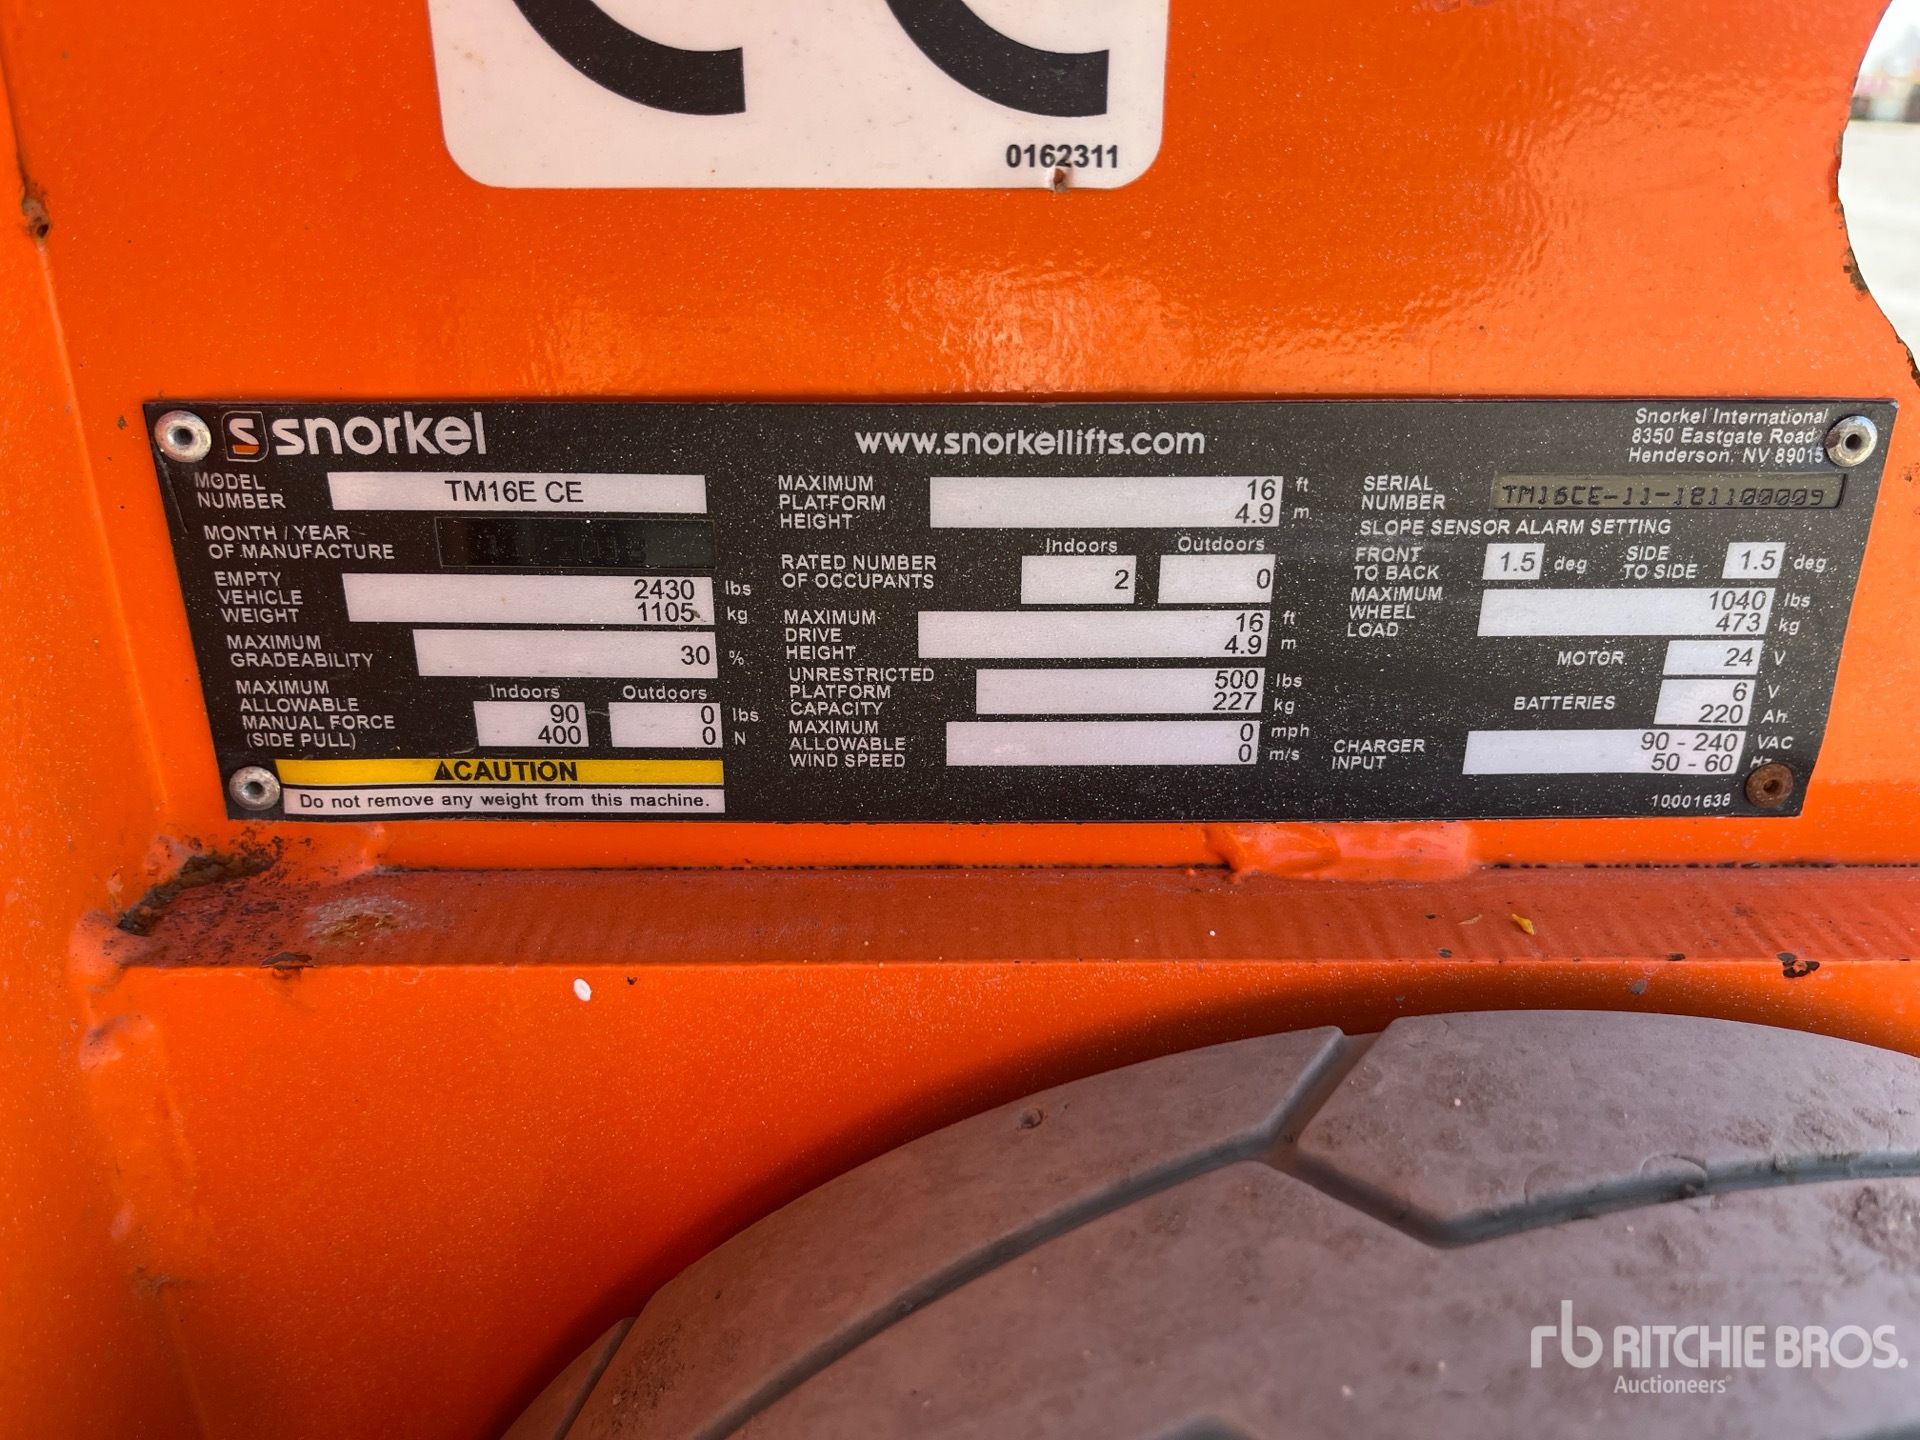 0162311
snorkel
www.snorkellifts.com
Snorkel International
8350 Eastgate Road
Henderson, NV 89015
MODEL
NUMBER
TM16E CE
MONTH / YEAR
OF MANUFACTURE
EMPTY
VEHICLE
WEIGHT
2430 lbs
1105 kg
MAXIMUM
GRADEABILITY
30 %
MAXIMUM
ALLOWABLE
MANUAL FORCE
(SIDE PULL)
Indoors Outdoors
90 0 lbs
400 0 N
CAUTION
Do not remove any weight from this machine.
MAXIMUM
PLATFORM
HEIGHT
16 ft
4.9 m
RATED NUMBER
OF OCCUPANTS
Indoors Outdoors
2 0
MAXIMUM
DRIVE
HEIGHT
16 ft
4.9 m
UNRESTRICTED
PLATFORM
CAPACITY
500 lbs
227 kg
MAXIMUM
ALLOWABLE
WIND SPEED
0 mph
0 m/s
SERIAL
NUMBER
TM16CE-11-181100009
SLOPE SENSOR ALARM SETTING
FRONT
TO BACK
1.5 deg
SIDE
TO SIDE
1.5 deg
MAXIMUM
WHEEL
LOAD
1040 lbs
473 kg
MOTOR 24 V
BATTERIES
6 V
220 Ah
CHARGER
INPUT
90 - 240 VAC
50 - 60 Hz
10001638
rb RITCHIE BROS.
Auctioneers